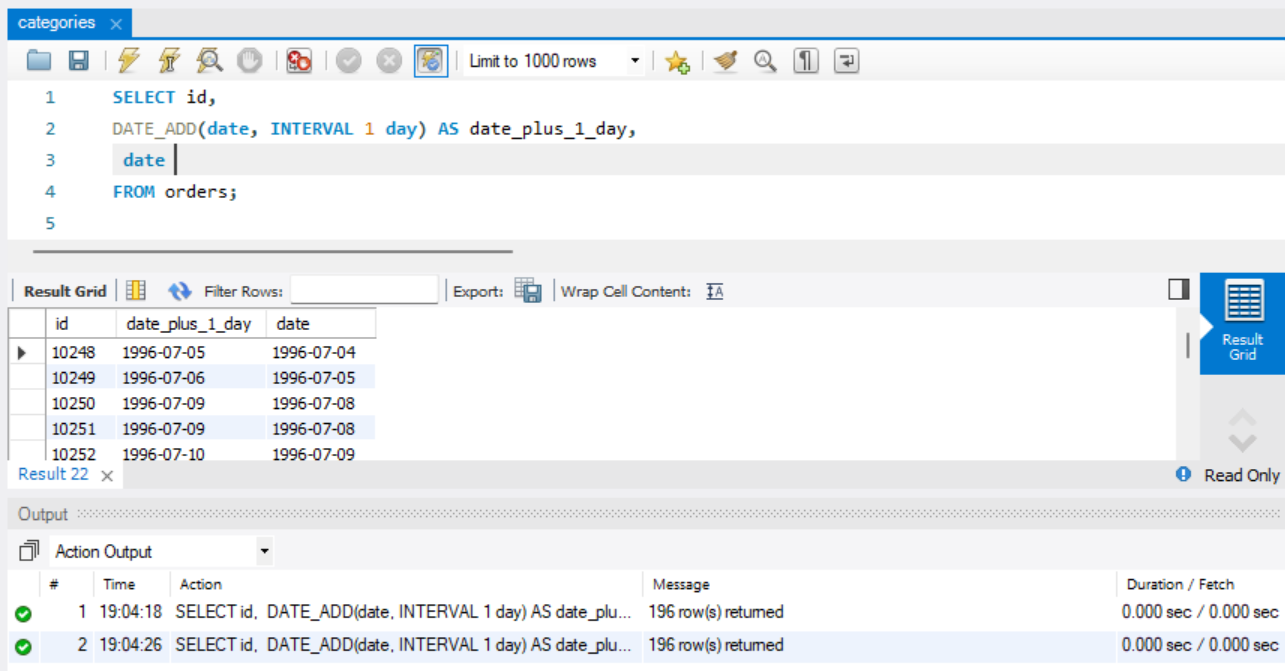 categories ×
Limit to 1000 rows
1 SELECT id,
2 DATE_ADD(date, INTERVAL 1 day) AS date_plus_1_day,
3 date
4 FROM orders;
5
Result Grid Filter Rows: Export: Wrap Cell Content: IA
id date_plus_1_day date
10248 1996-07-05 1996-07-04
10249 1996-07-06 1996-07-05
10250 1996-07-09 1996-07-08
10251 1996-07-09 1996-07-08
10252 1996-07-10 1996-07-09
Result
Grid
Result 22 × Read Only
Output
Action Output
# Time Action Message Duration / Fetch
1 19:04:18 SELECT id, DATE_ADD(date, INTERVAL 1 day) AS date_plu... 196 row(s) returned 0.000 sec / 0.000 sec
2 19:04:26 SELECT id, DATE_ADD(date, INTERVAL 1 day) AS date_plu... 196 row(s) returned 0.000 sec / 0.000 sec